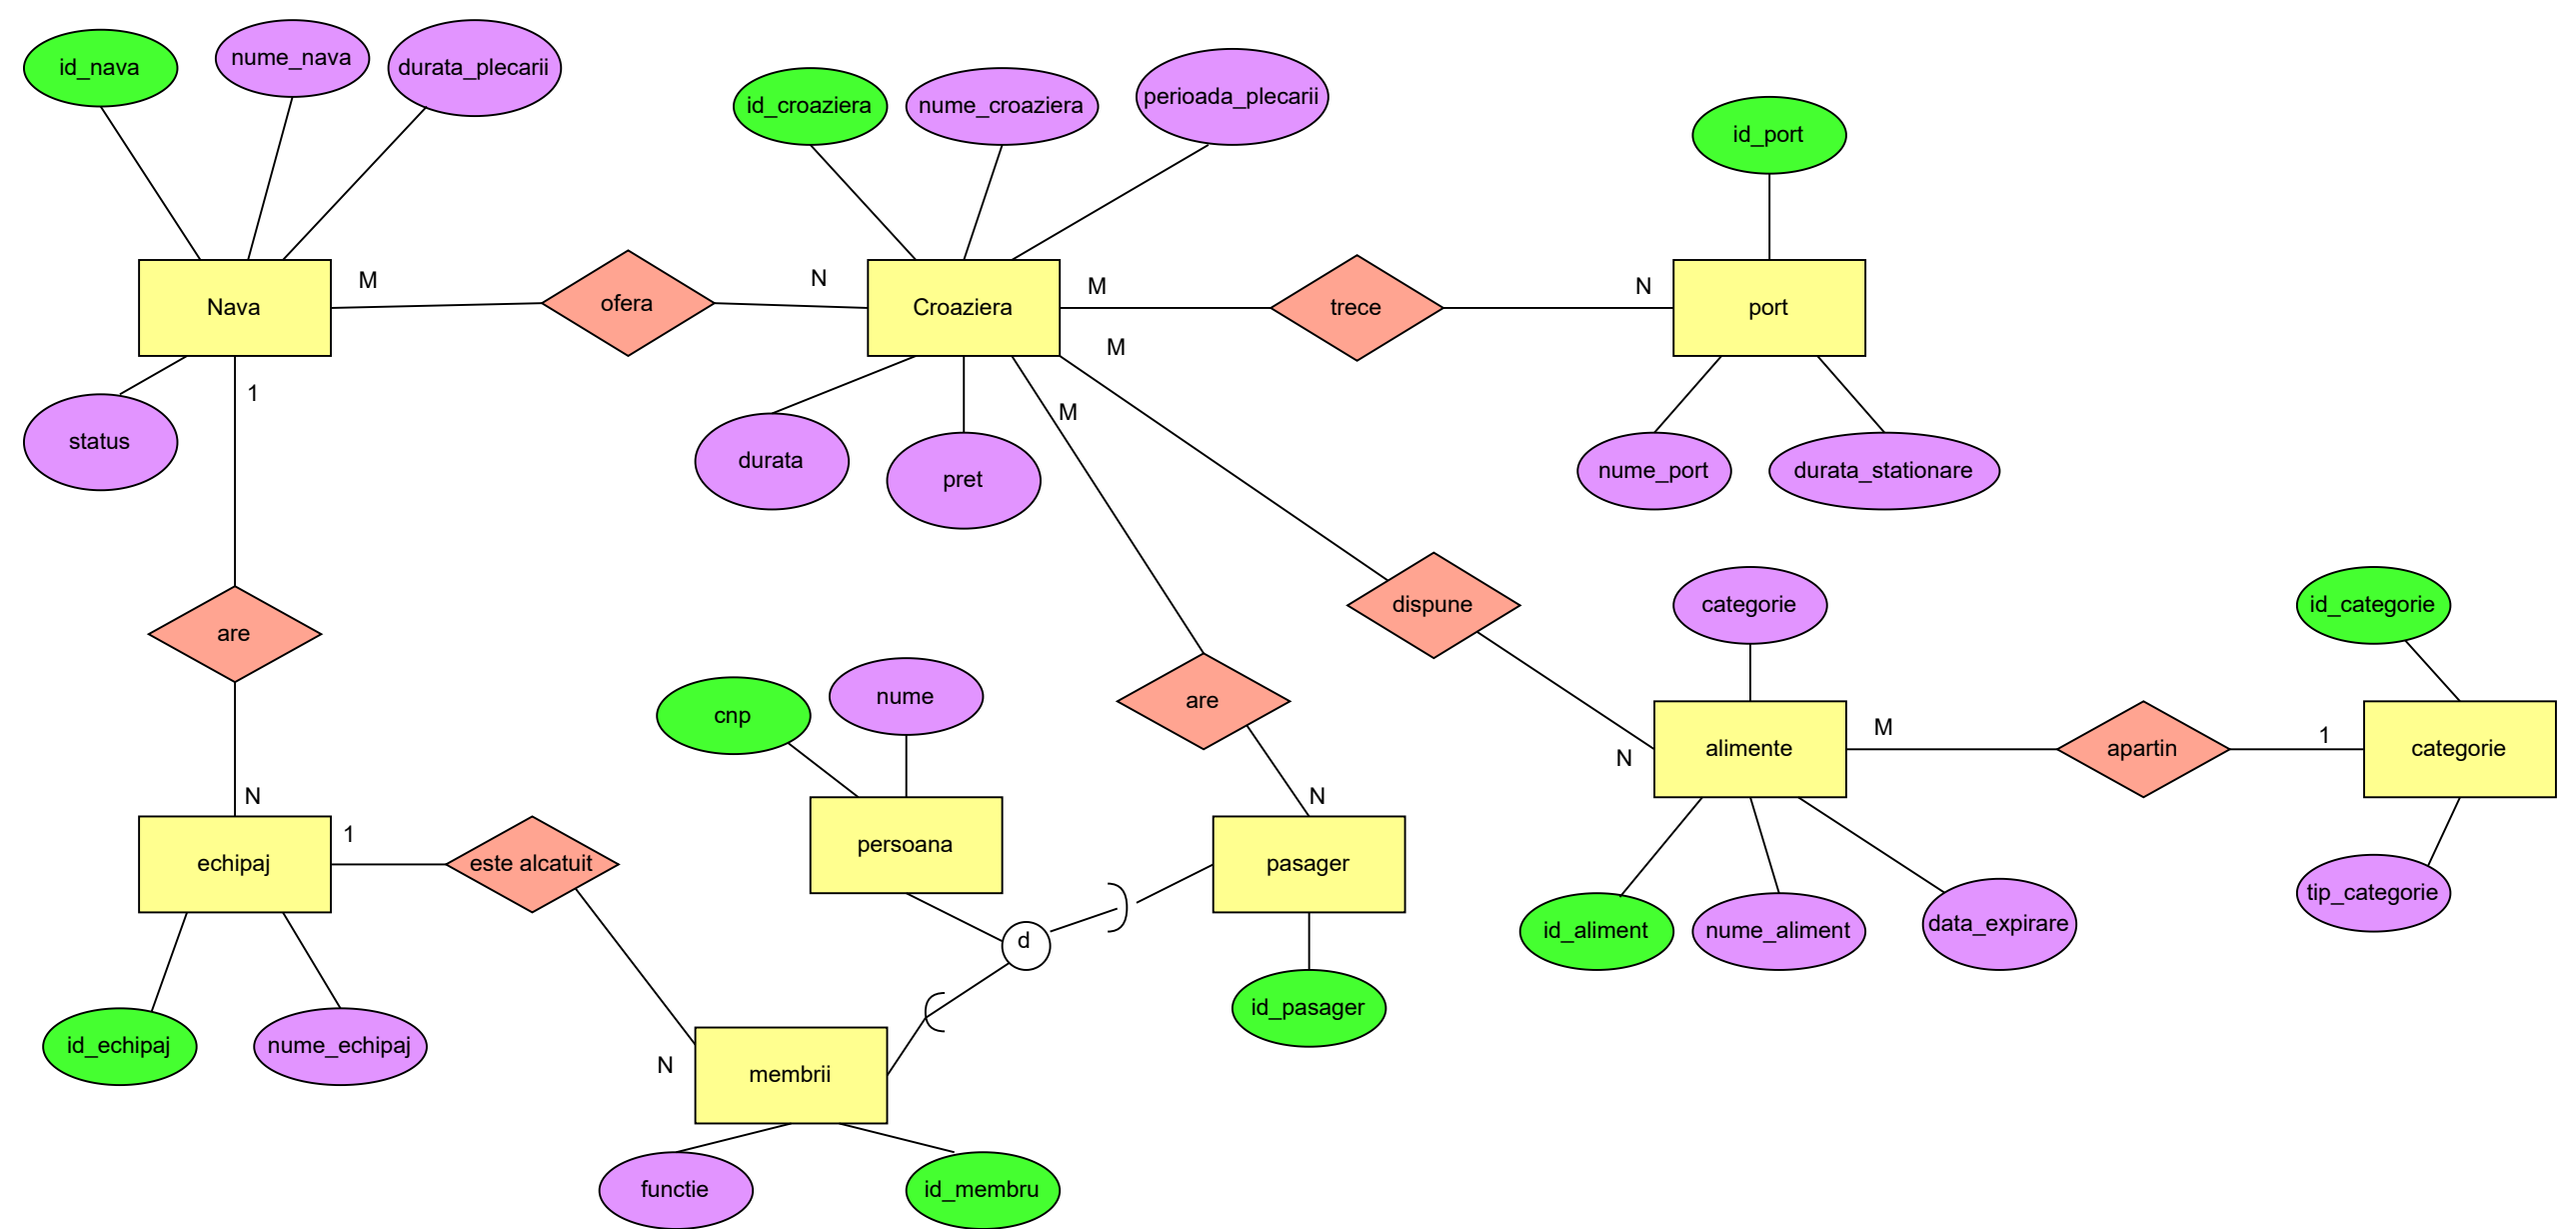 id_nava
nume_nava
durata_plecarii
id_croaziera
nume_croaziera
perioada_plecarii
id_port
Nava
M
ofera
N
Croaziera
M
trece
N
port
M
1
M
status
durata
pret
nume_port
durata_stationare
are
dispune
categorie
id_categorie
cnp
nume
are
alimente
M
apartin
1
categorie
N
N
N
echipaj
1
este alcatuit
persoana
pasager
tip_categorie
d
id_aliment
nume_aliment
data_expirare
id_echipaj
nume_echipaj
N
membrii
id_pasager
functie
id_membru